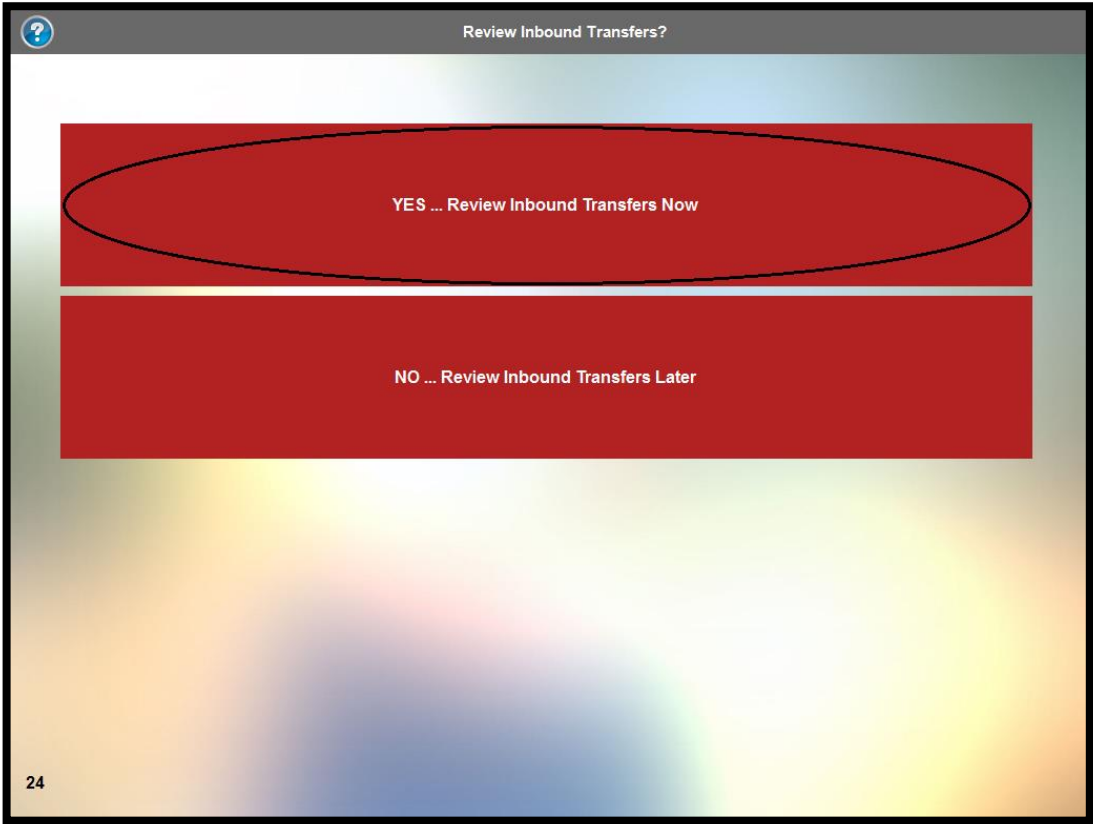 ?
Review Inbound Transfers?
YES ... Review Inbound Transfers Now
NO ... Review Inbound Transfers Later
24